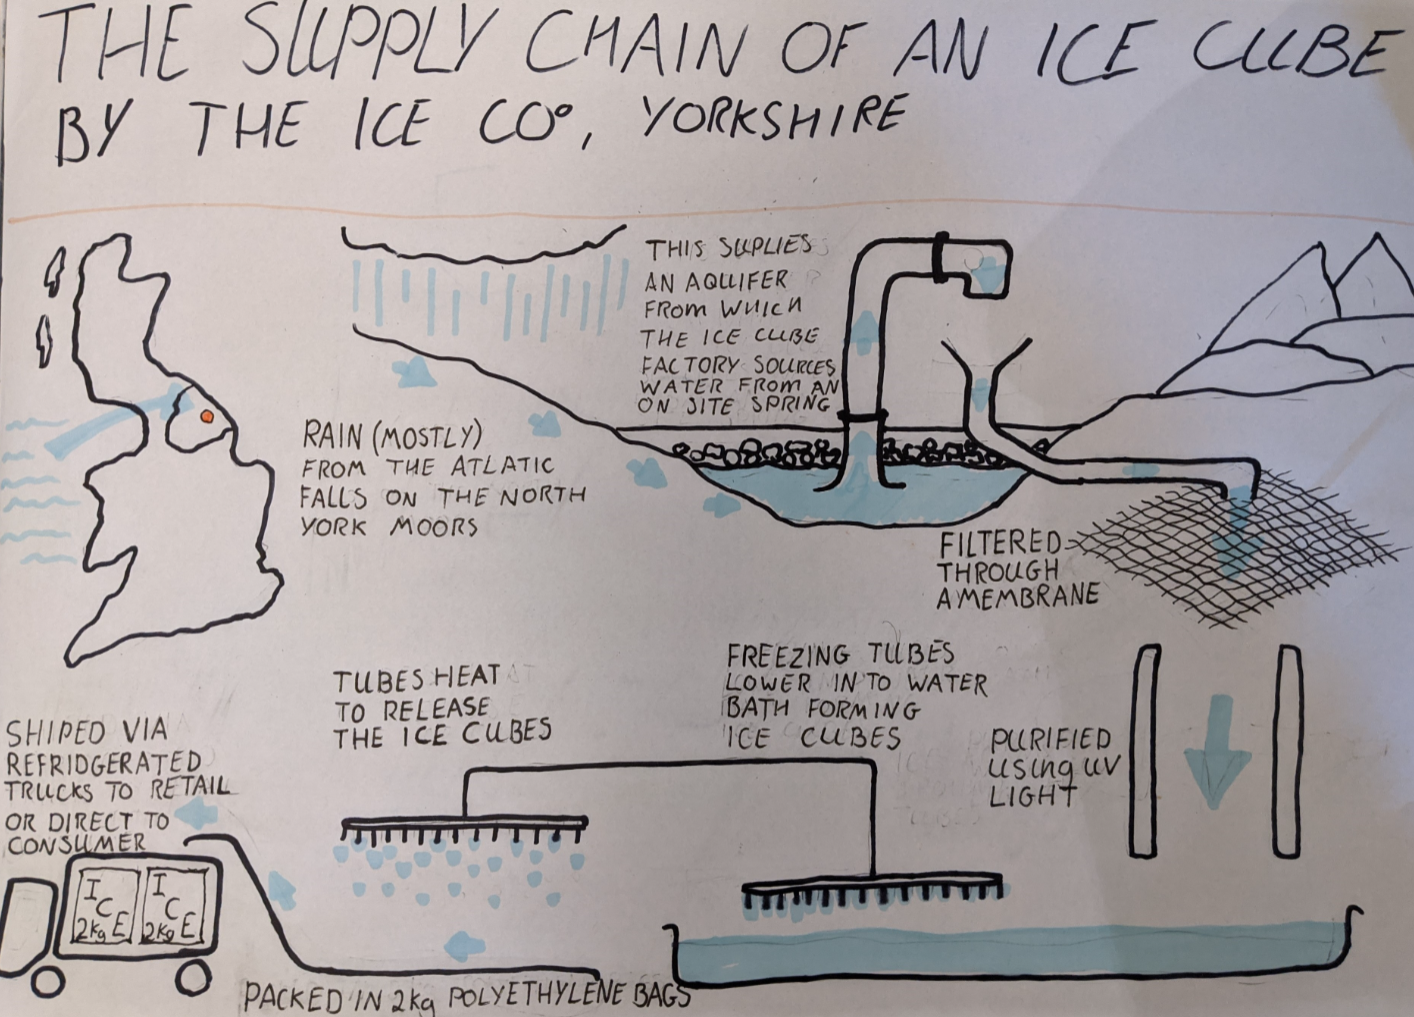 THE SUPPLY CHAIN OF AN ICE CUBE
BY THE ICE CO°, YORKSHIRE
THIS SUPLIES
AN AQUIFER
FROM WHICH
THE ICE CUBE
FACTORY SOURCES
WATER FROM AN
ON SITE SPRING
RAIN (MOSTLY)
FROM THE ATLATIC
FALLS ON THE NORTH
YORK MOORS
FILTERED
THROUGH
A MEMBRANE
PURIFIED
USING UV
LIGHT
FREEZING TUBES
LOWER IN TO WATER
BATH FORMING
ICE CUBES
TUBES HEAT
TO RELEASE
THE ICE CUBES
PACKED IN 2kg POLYETHYLENE BAGS
SHIPED VIA
REFRIDGERATED
TRUCKS TO RETAIL
OR DIRECT TO
CONSUMER
ICE
2kg
ICE
2kg